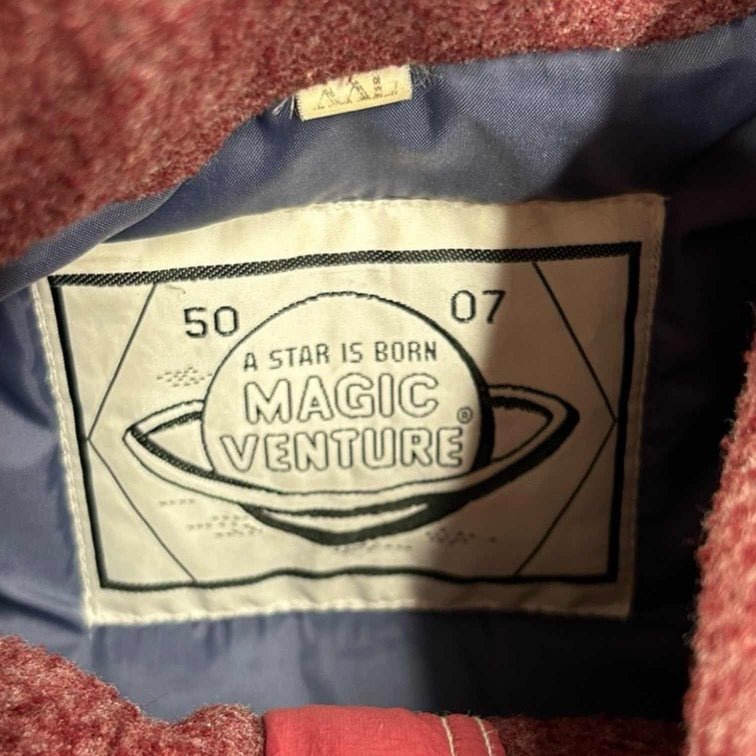 50 07
A STAR IS BORN
MAGIC
VENTURE®